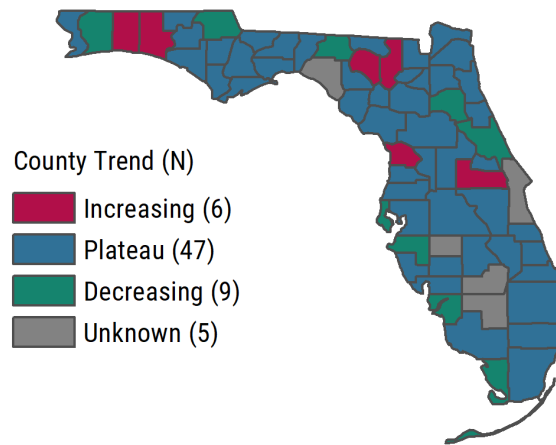 County Trend (N)
Increasing (6)
Plateau (47)
Decreasing (9)
Unknown (5)